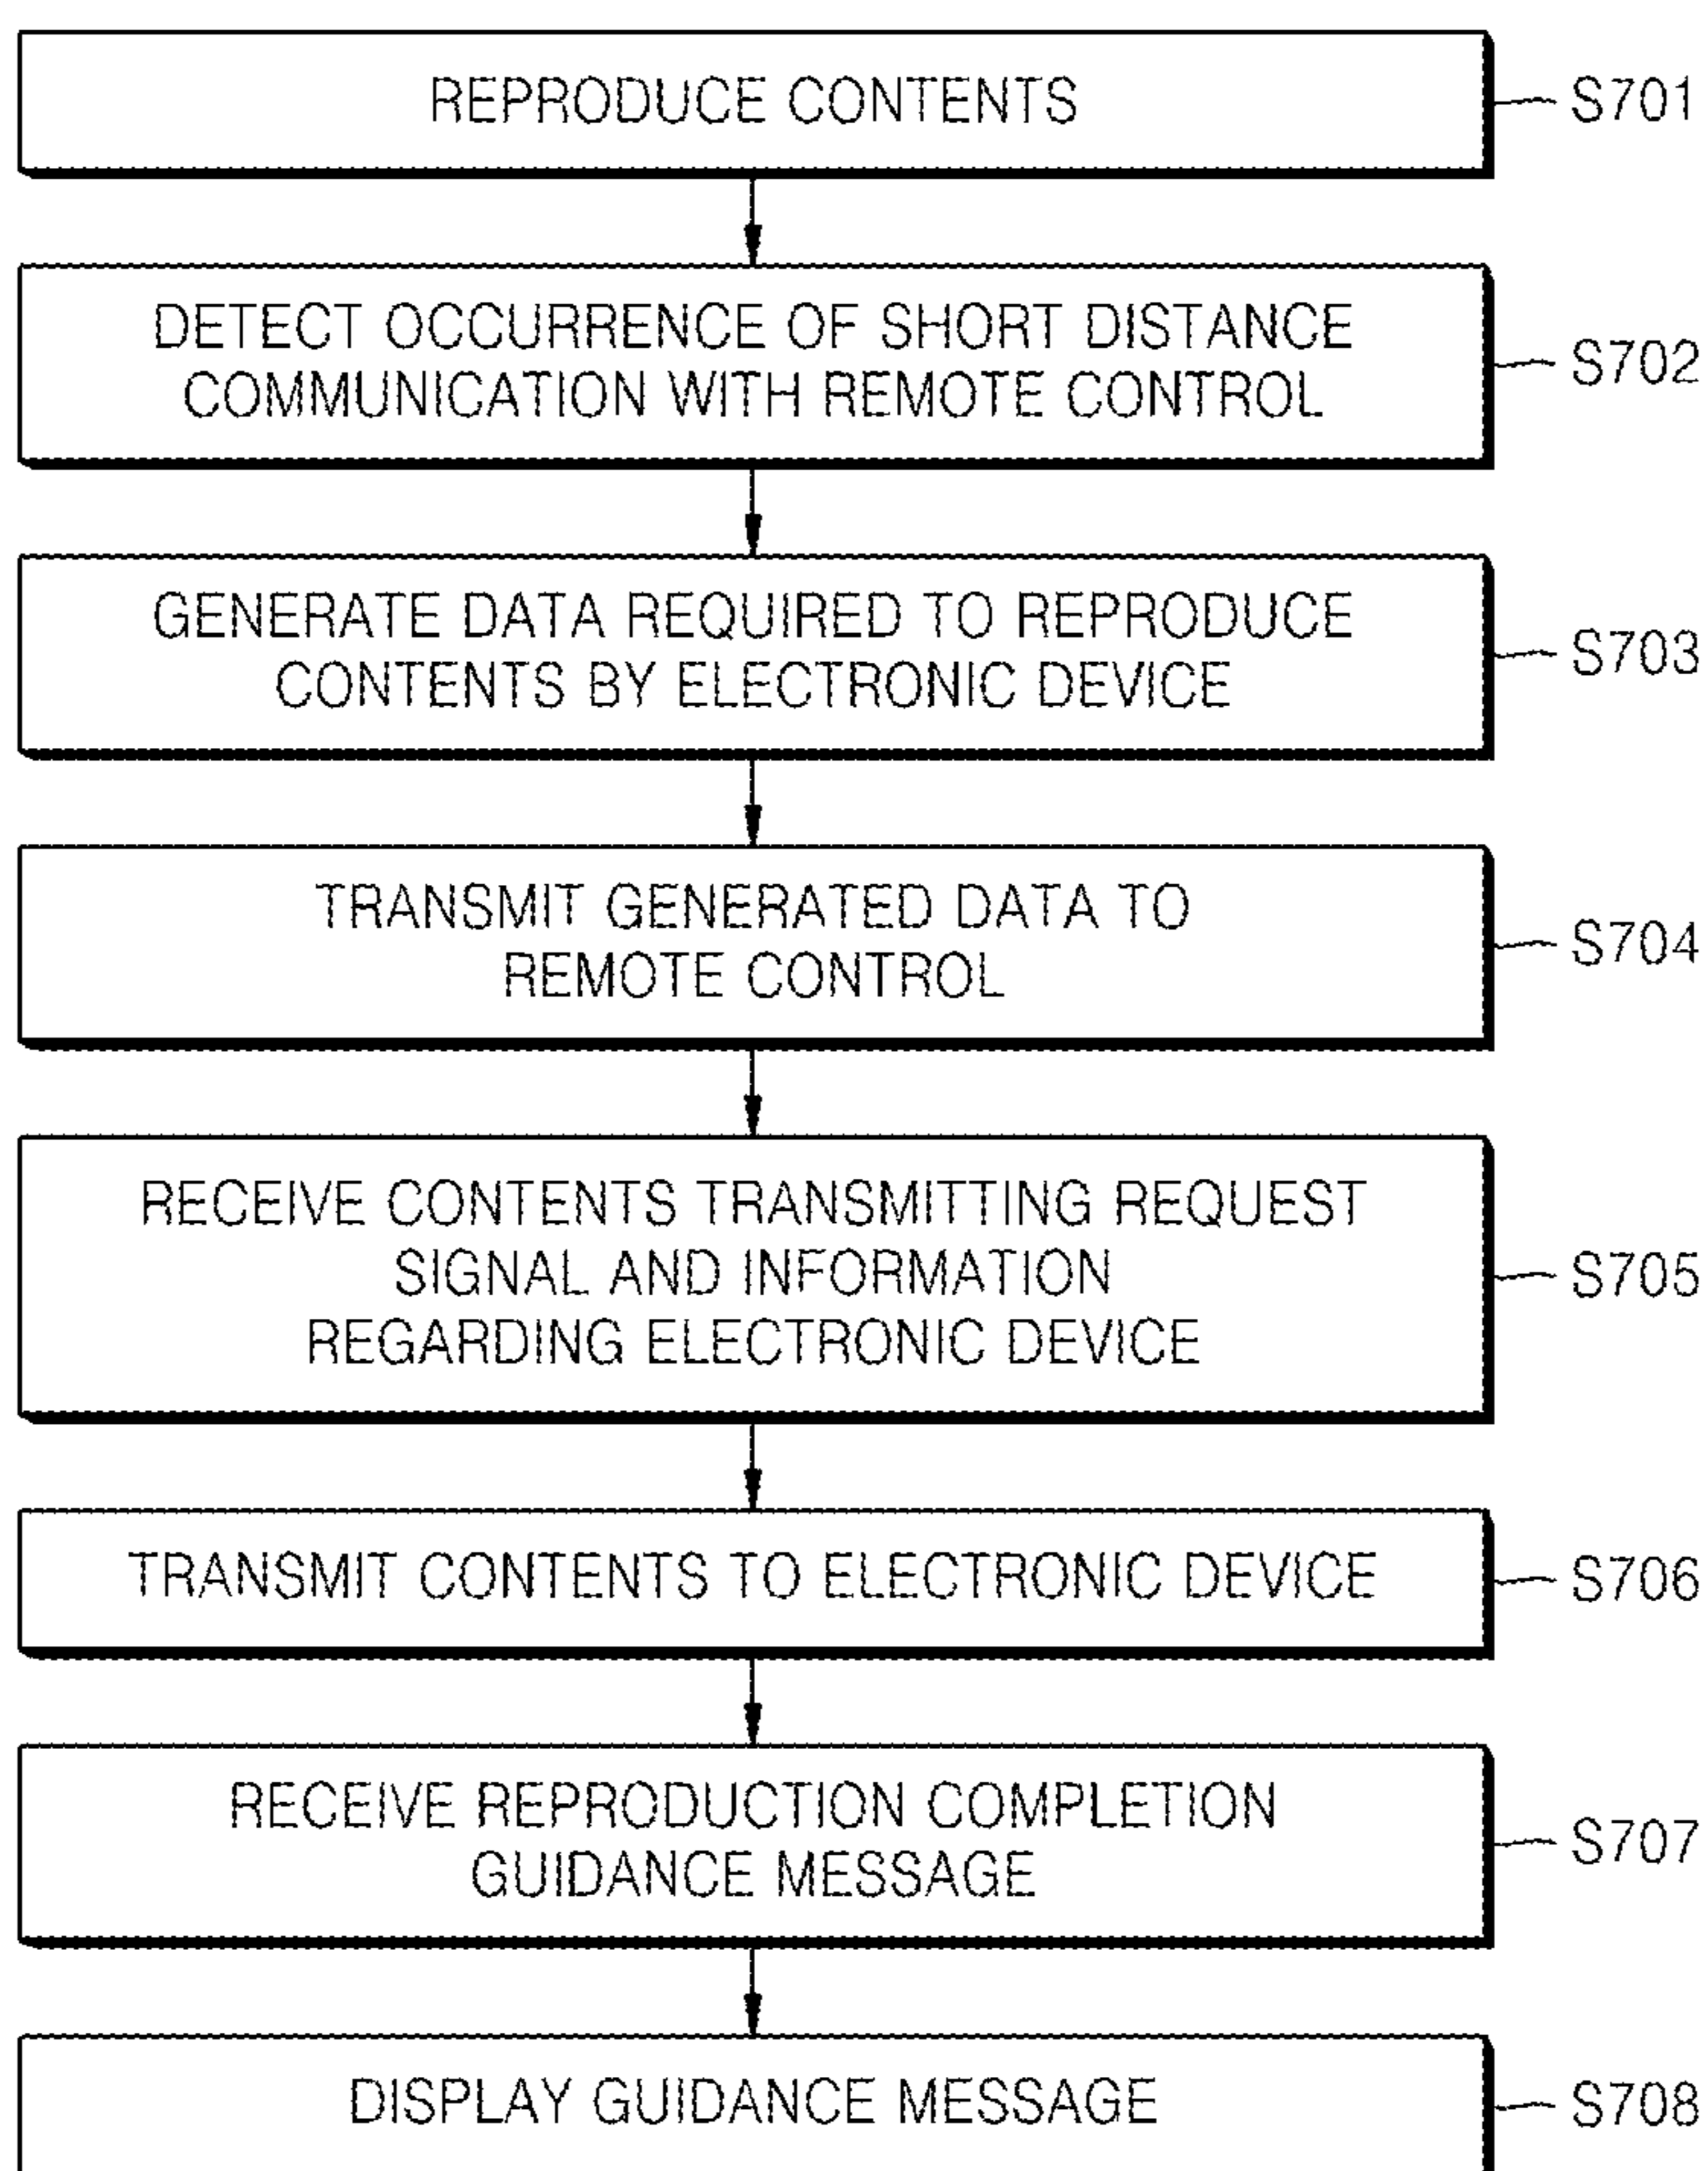 REPRODUCE CONTENTS
S701
DETECT OCCURRENCE OF SHORT DISTANCE
COMMUNICATION WITH REMOTE CONTROL
S702
GENERATE DATA REQUIRED TO REPRODUCE
CONTENTS BY ELECTRONIC DEVICE
S703
TRANSMIT GENERATED DATA TO
REMOTE CONTROL
S704
RECEIVE CONTENTS TRANSMITTING REQUEST
SIGNAL AND INFORMATION
REGARDING ELECTRONIC DEVICE
S705
TRANSMIT CONTENTS TO ELECTRONIC DEVICE
S706
RECEIVE REPRODUCTION COMPLETION
GUIDANCE MESSAGE
S707
DISPLAY GUIDANCE MESSAGE
S708